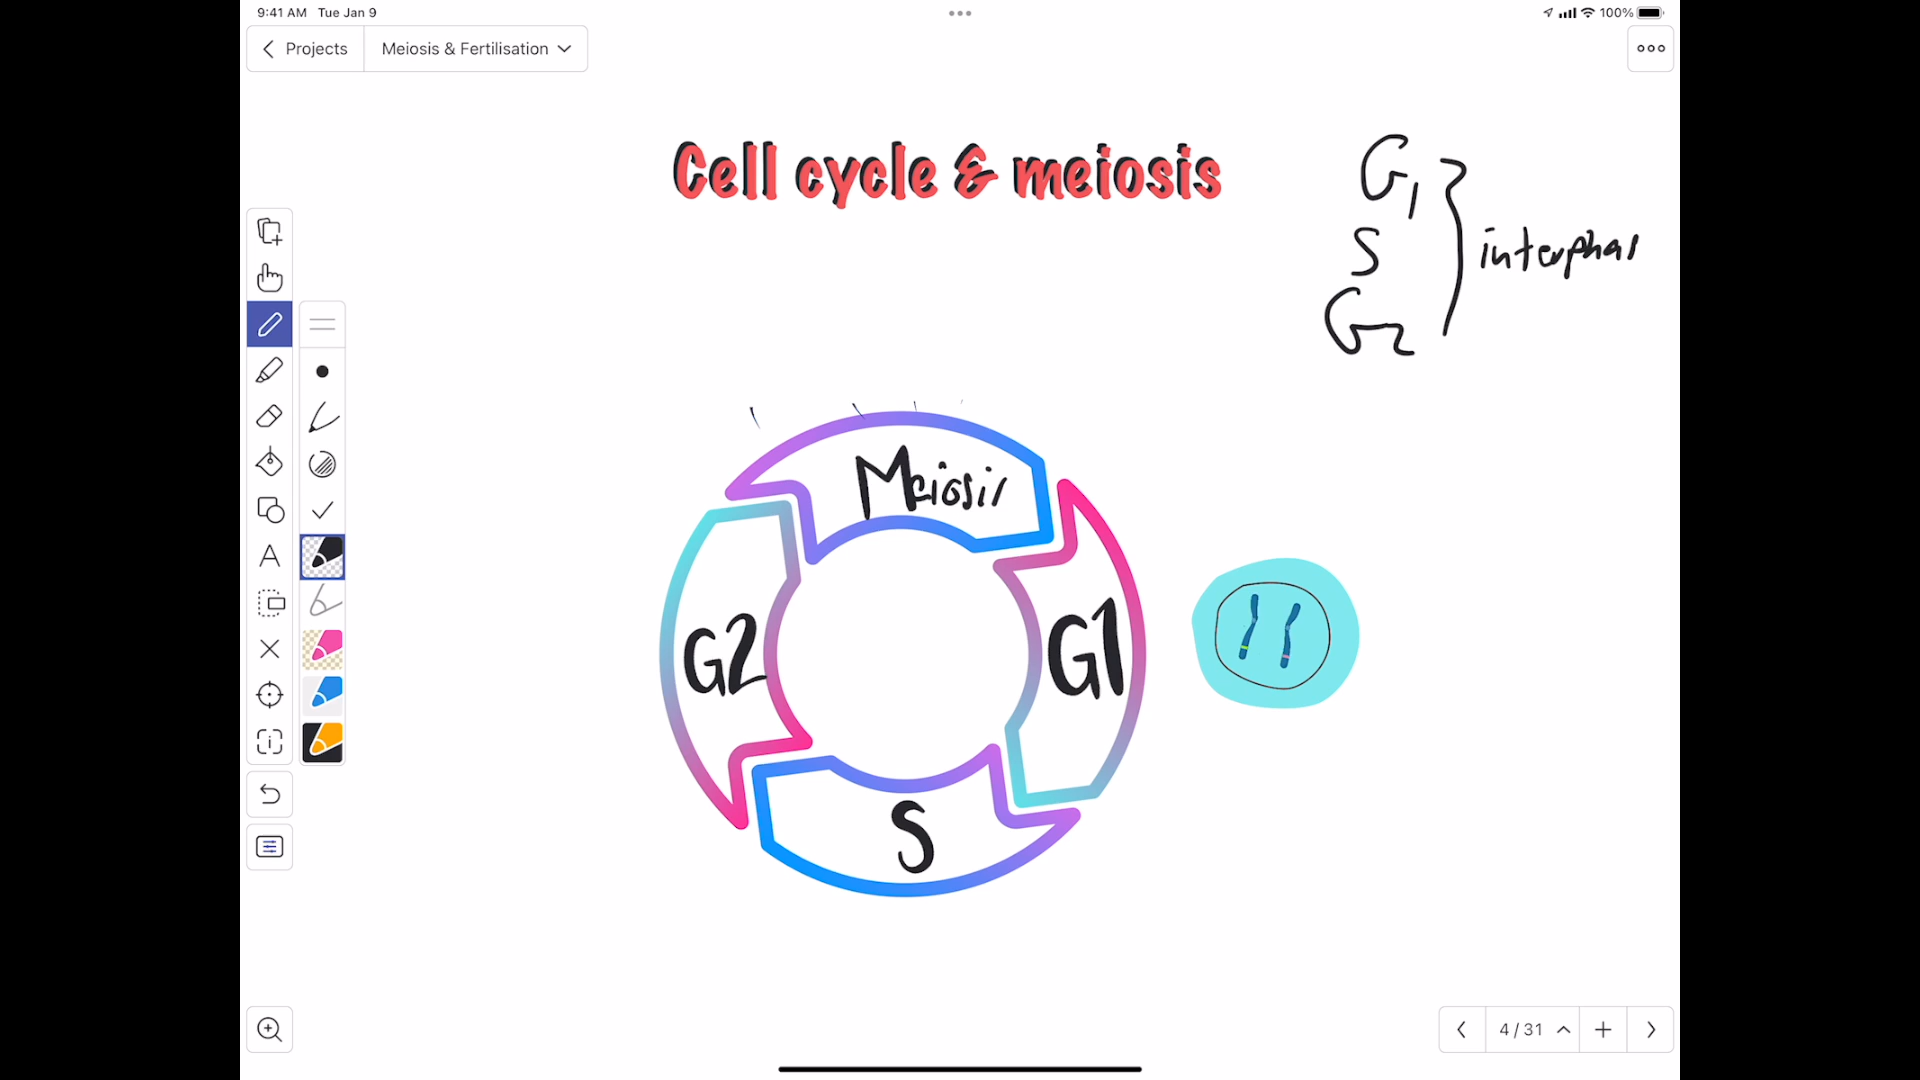 9:41 AM Tue Jan 9
100%
Projects
Meiosis & Fertilisation
Cell cycle & meiosis
G1
S
G2
interphas
Meiosis
G2
G1
S
4 / 31